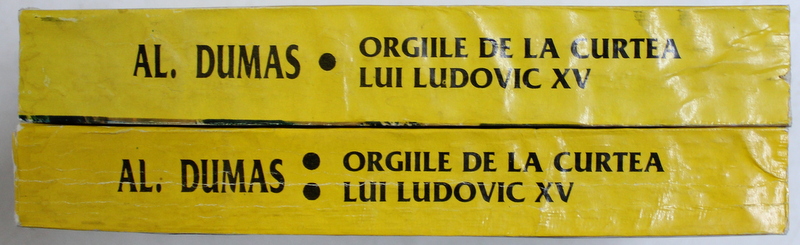 AL. DUMAS • ORGIILE DE LA CURTEA
LUI LUDOVIC XV
AL. DUMAS : ORGIILE DE LA CURTEA
LUI LUDOVIC XV